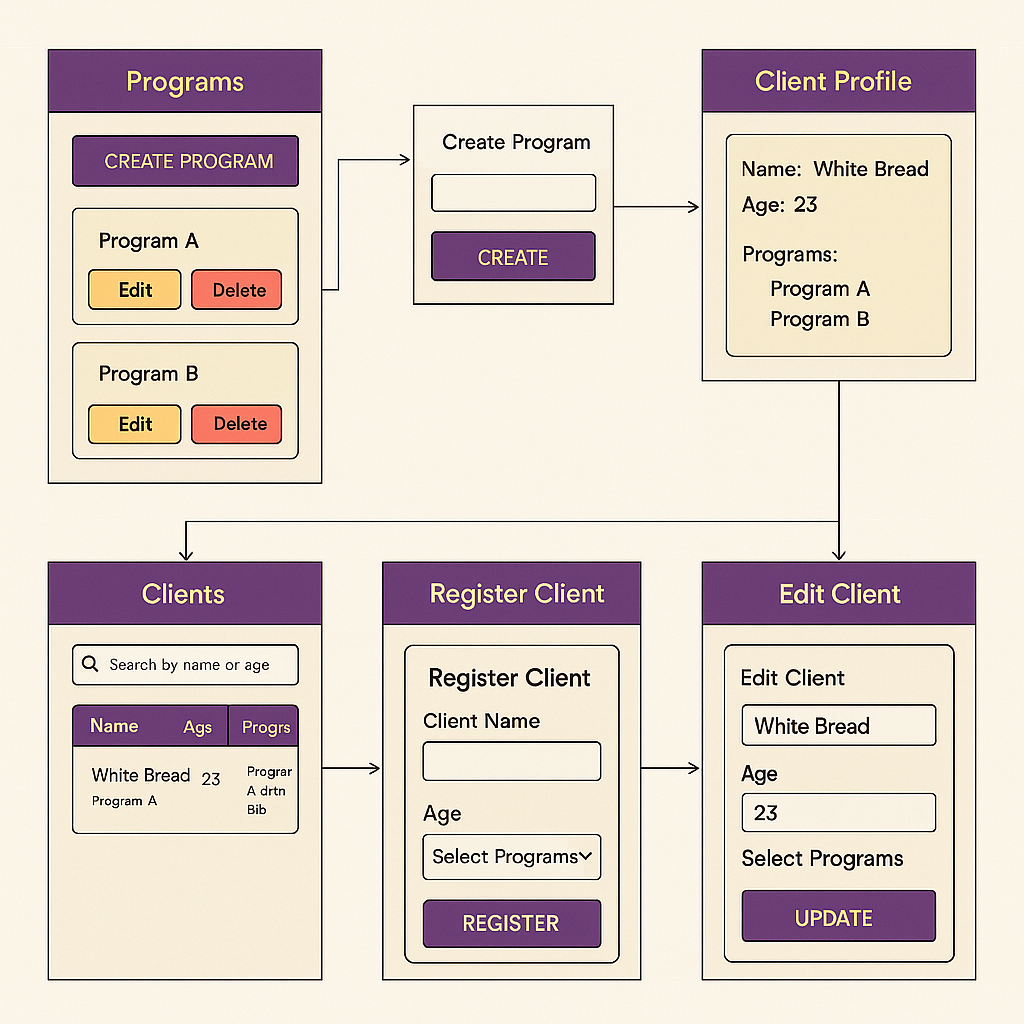 Programs
CREATE PROGRAM
Program A
Edit
Delete
Program B
Edit
Delete
Create Program
CREATE
Client Profile
Name: White Bread
Age: 23
Programs:
Program A
Program B
Clients
Search by name or age
Name Ags Progrs
White Bread 23
Program A
Prograr
A drtn
Bib
Register Client
Register Client
Client Name
Age
Select Programs
REGISTER
Edit Client
Edit Client
White Bread
Age
23
Select Programs
UPDATE